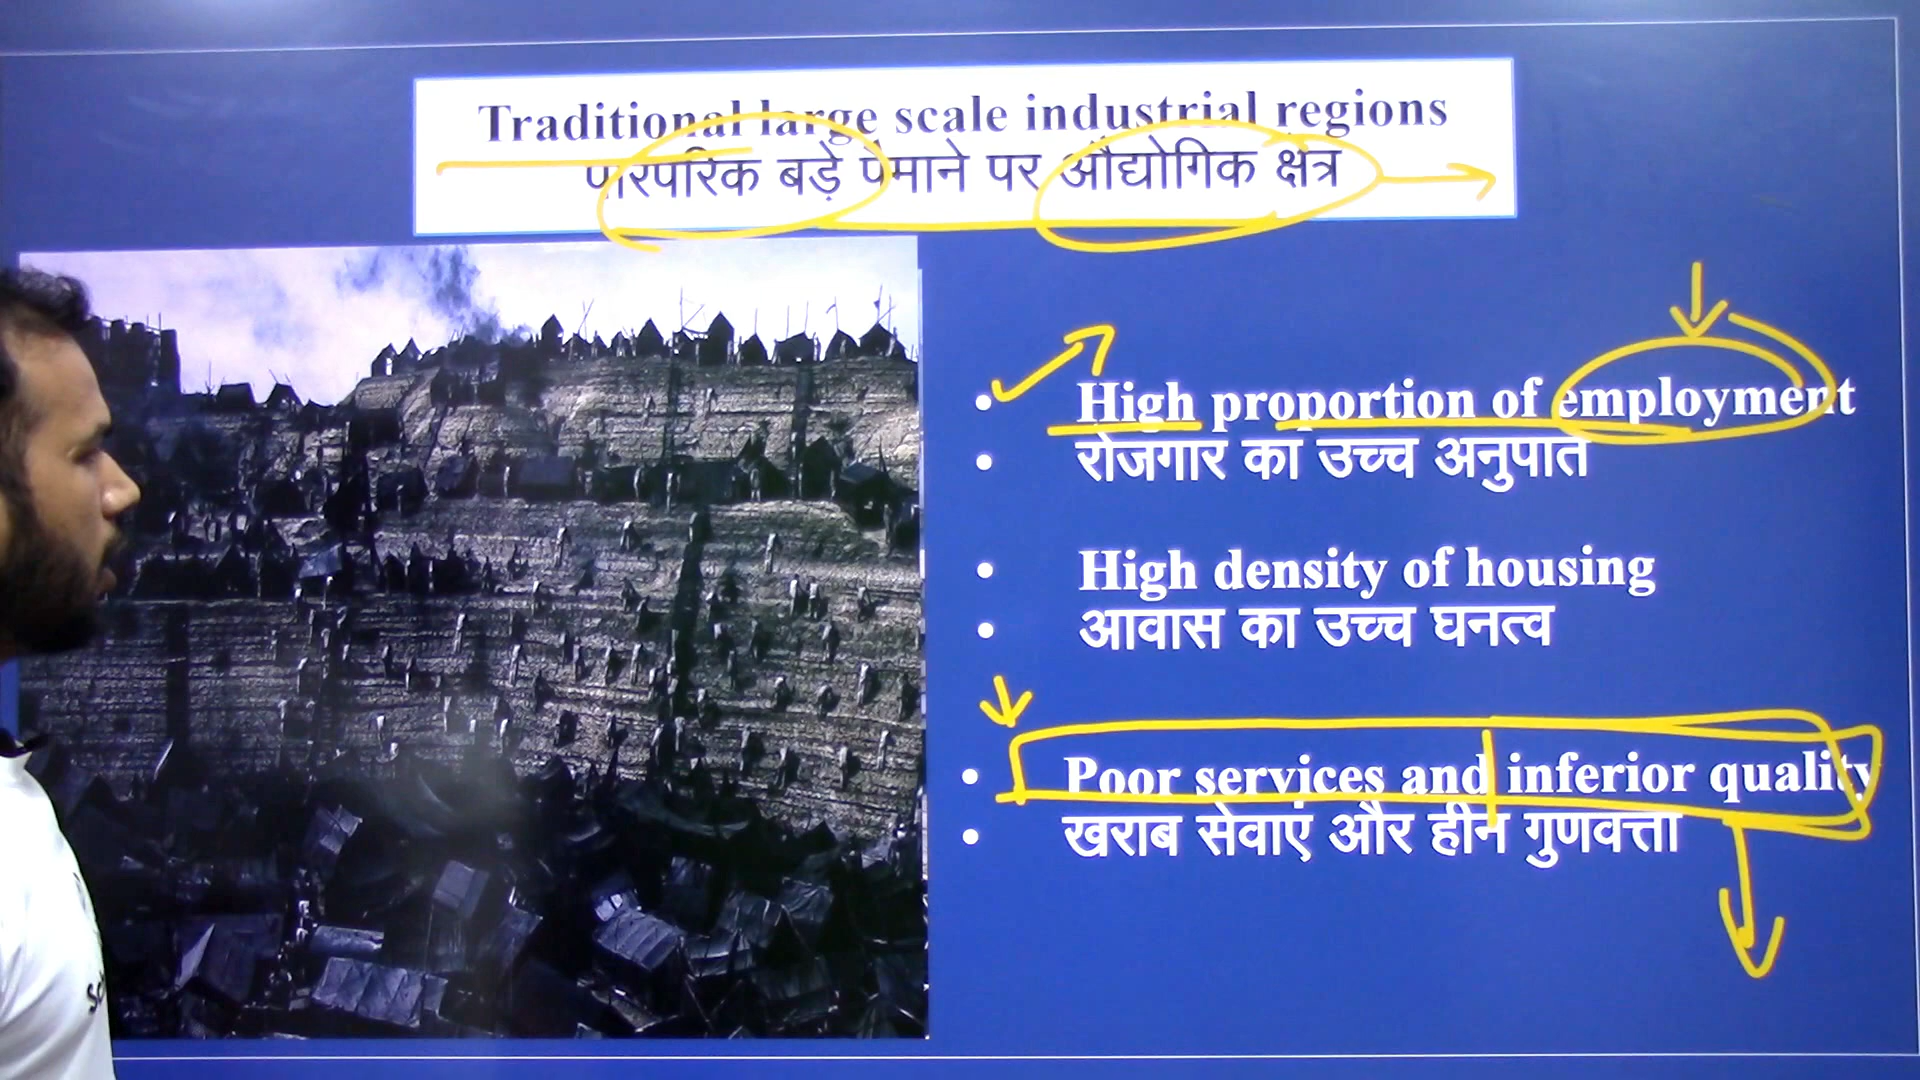 Traditional large scale industrial regions
पारंपरिक बड़े पैमाने पर औद्योगिक क्षेत्र
• High proportion of employment
• रोजगार का उच्च अनुपात
• High density of housing
• आवास का उच्च घनत्व
• Poor services and inferior quality
• खराब सेवाएं और हीन गुणवत्ता